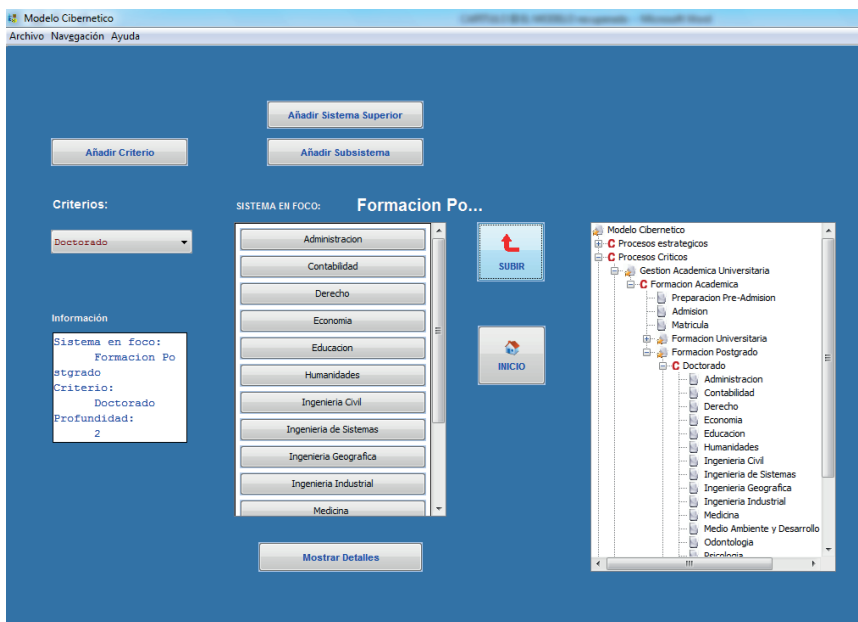 Modelo Cibernetico
Archivo Navegación Ayuda
Añadir Sistema Superior
Añadir Criterio
Añadir Subsistema
Criterios:
SISTEMA EN FOCO: Formacion Po...
Doctorado
Administracion
Contabilidad
Derecho
Economia
Educacion
Humanidades
Ingenieria Civil
Ingenieria de Sistemas
Ingenieria Geografica
Ingenieria Industrial
Medicina
SUBIR
INICIO
Información
Sistema en foco:
Formacion Po
stgrado
Criterio:
Doctorado
Profundidad:
2
Mostrar Detalles
Modelo Cibernetico
C Procesos estrategicos
C Procesos Criticos
Gestion Academica Universitaria
C Formacion Academica
Preparacion Pre-Admision
Admision
Matricula
Formacion Universitaria
Formacion Postgrado
C Doctorado
Administracion
Contabilidad
Derecho
Economia
Educacion
Humanidades
Ingenieria Civil
Ingenieria de Sistemas
Ingenieria Geografica
Ingenieria Industrial
Medicina
Medio Ambiente y Desarrollo
Odontologia
Psicologia